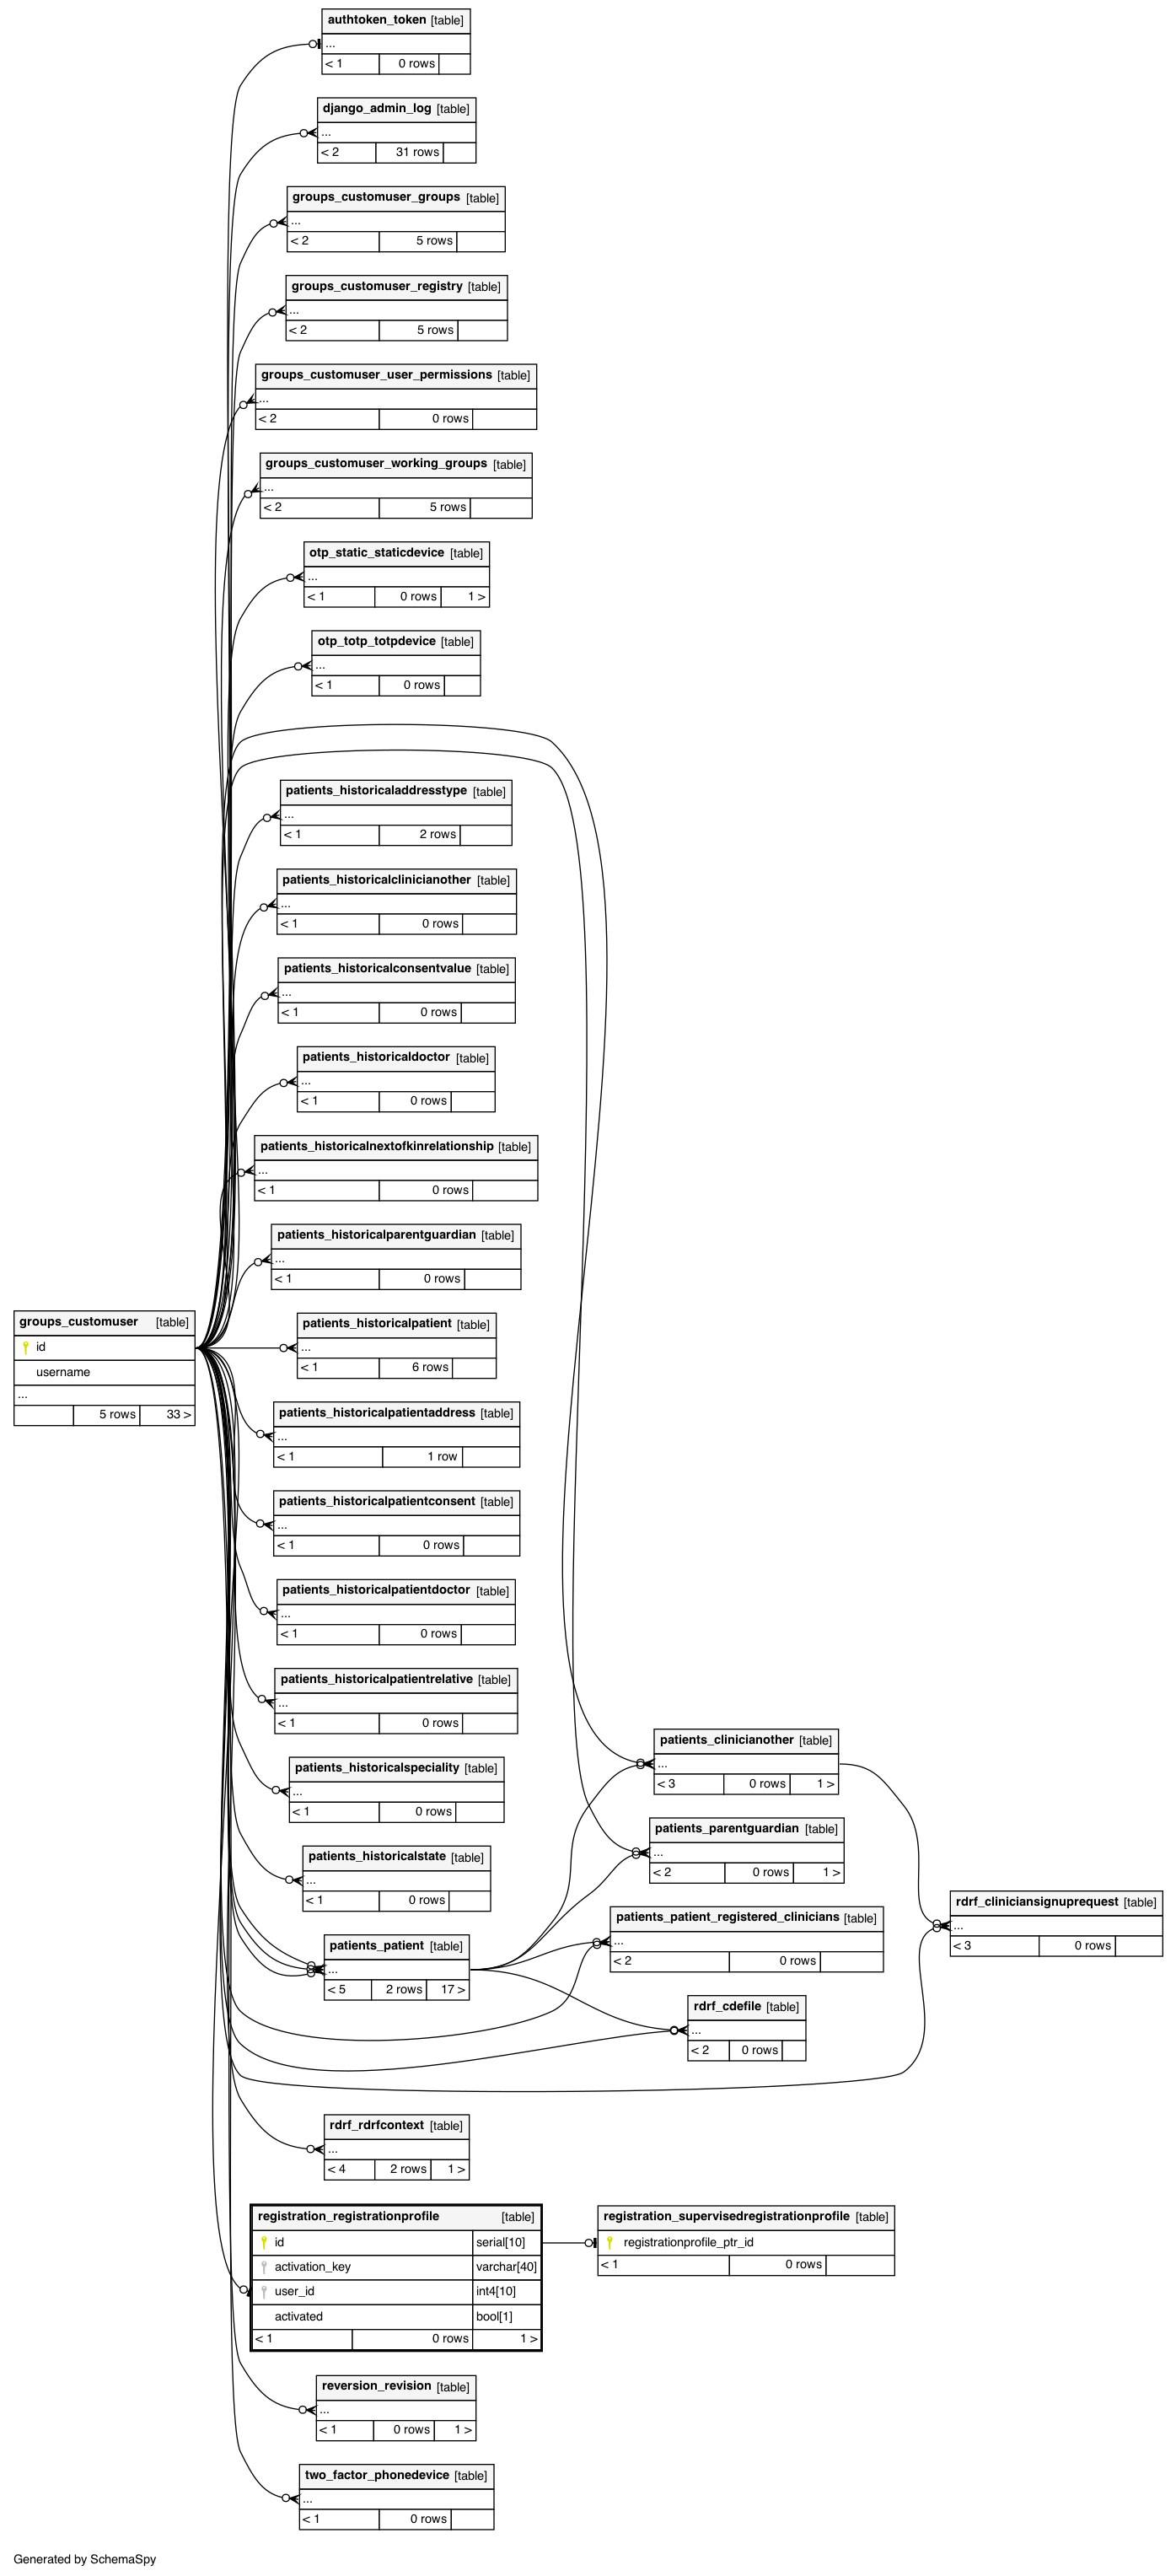 authtoken_token [table]
...
< 1 0 rows
django_admin_log [table]
...
< 2 31 rows
groups_customuser_groups [table]
...
< 2 5 rows
groups_customuser_registry [table]
...
< 2 5 rows
groups_customuser_user_permissions [table]
...
< 2 0 rows
groups_customuser_working_groups [table]
...
< 2 5 rows
otp_static_staticdevice [table]
...
< 1 0 rows 1 >
otp_totp_totpdevice [table]
...
< 1 0 rows
patients_historicaladdresstype [table]
...
< 1 2 rows
patients_historicalclinicianother [table]
...
< 1 0 rows
patients_historicalconsentvalue [table]
...
< 1 0 rows
patients_historicaldoctor [table]
...
< 1 0 rows
patients_historicalnextofkinrelationship [table]
...
< 1 0 rows
patients_historicalparentguardian [table]
...
< 1 0 rows
groups_customuser [table]
id
username
...
5 rows 33 >
patients_historicalpatient [table]
...
< 1 6 rows
patients_historicalpatientaddress [table]
...
< 1 1 row
patients_historicalpatientconsent [table]
...
< 1 0 rows
patients_historicalpatientdoctor [table]
...
< 1 0 rows
patients_historicalpatientrelative [table]
...
< 1 0 rows
patients_historicalspeciality [table]
...
< 1 0 rows
patients_historicalstate [table]
...
< 1 0 rows
patients_patient [table]
...
< 5 2 rows 17 >
patients_clinicianother [table]
...
< 3 0 rows 1 >
patients_parentguardian [table]
...
< 2 0 rows 1 >
patients_patient_registered_clinicians [table]
...
< 2 0 rows
rdrf_cdefile [table]
...
< 2 0 rows
rdrf_cliniciansignuprequest [table]
...
< 3 0 rows
rdrf_rdrfcontext [table]
...
< 4 2 rows 1 >
registration_registrationprofile [table]
id serial[10]
activation_key varchar[40]
user_id int4[10]
activated bool[1]
< 1 0 rows 1 >
registration_supervisedregistrationprofile [table]
registrationprofile_ptr_id
< 1 0 rows
reversion_revision [table]
...
< 1 0 rows 1 >
two_factor_phonedevice [table]
...
< 1 0 rows
Generated by SchemaSpy